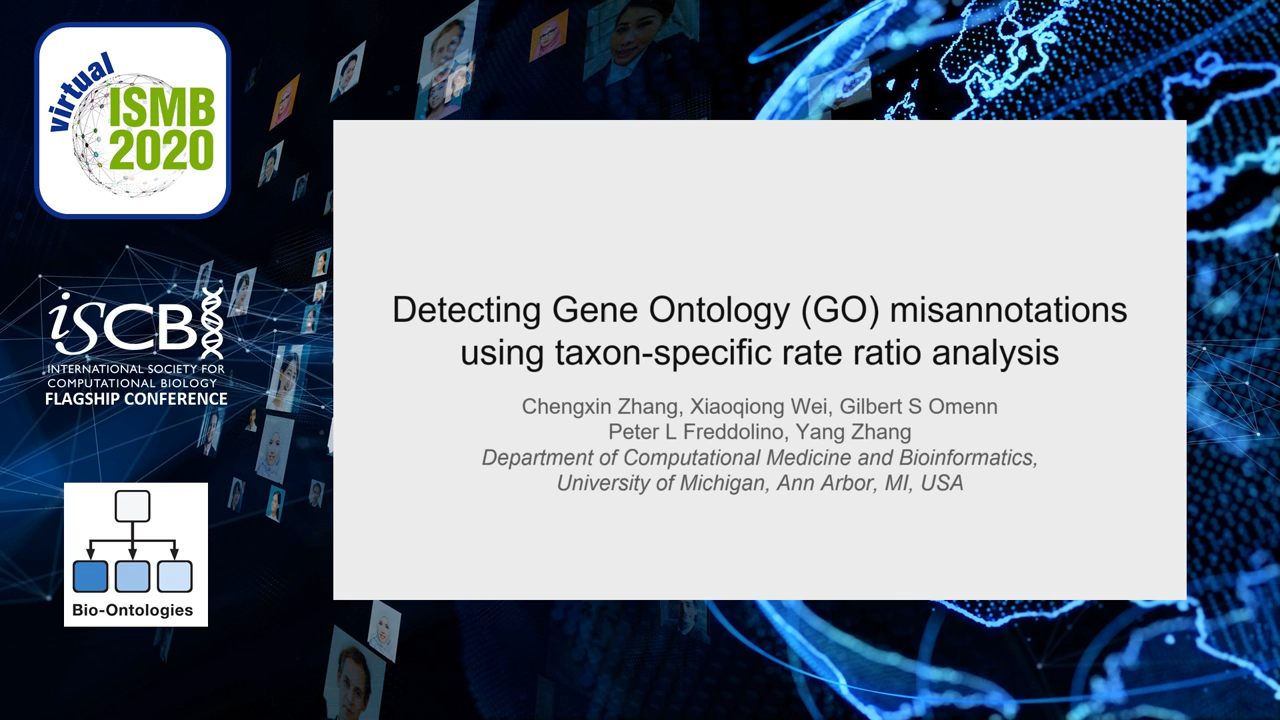 virtual
ISMB
2020
iSCB
INTERNATIONAL SOCIETY FOR
COMPUTATIONAL BIOLOGY
FLAGSHIP CONFERENCE
Bio-Ontologies
Detecting Gene Ontology (GO) misannotations
using taxon-specific rate ratio analysis
Chengxin Zhang, Xiaoqiong Wei, Gilbert S Omenn
Peter L Freddolino, Yang Zhang
Department of Computational Medicine and Bioinformatics,
University of Michigan, Ann Arbor, MI, USA